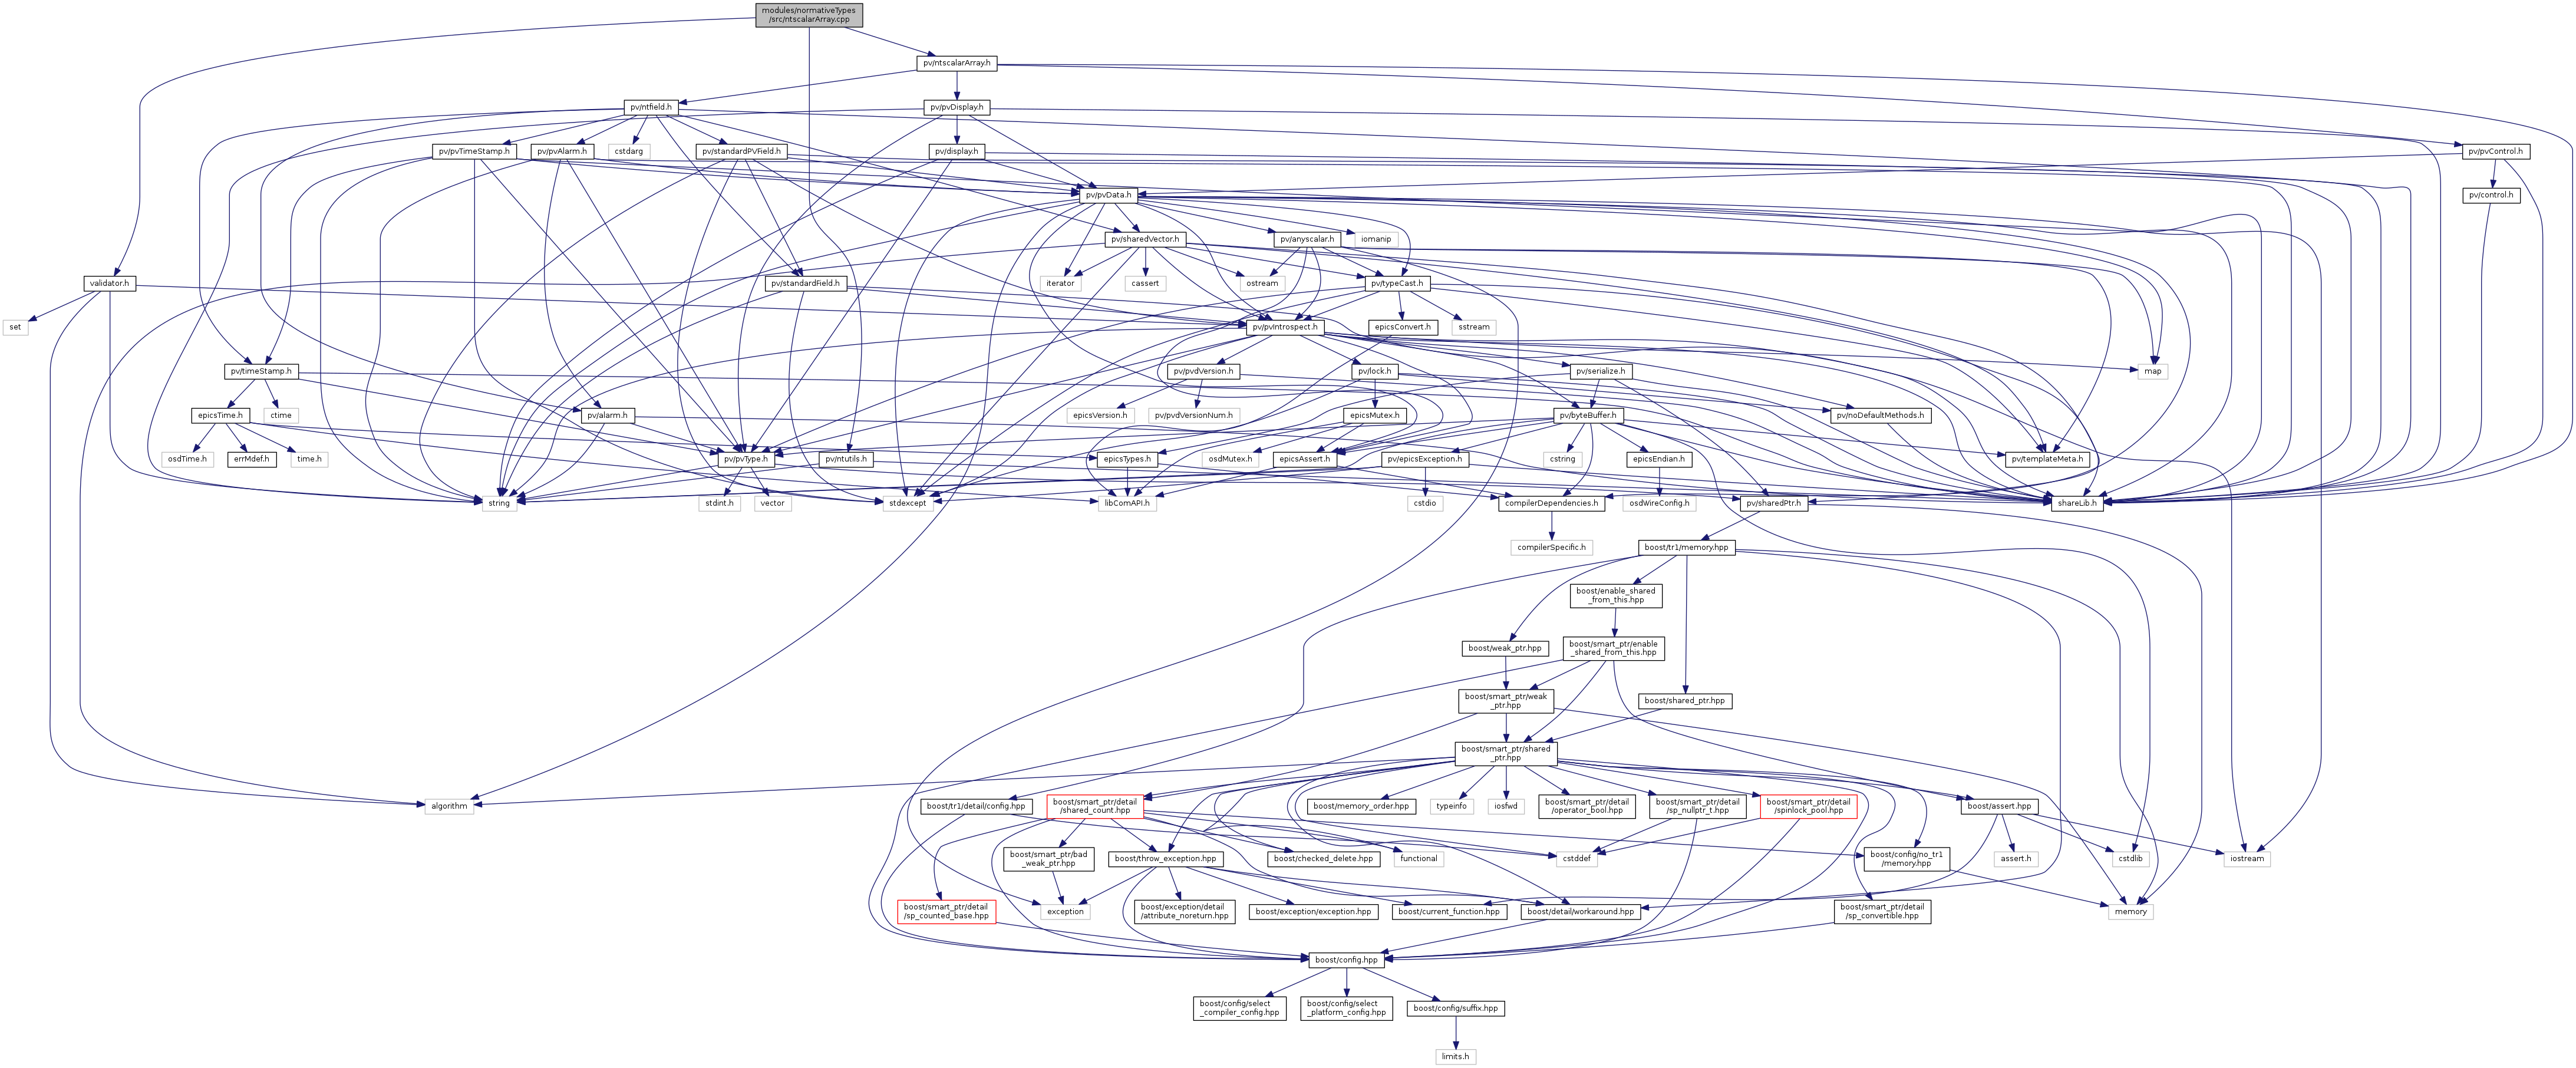 modules/normativeTypes
/src/ntscalarArray.cpp
pv/ntscalarArray.h
pv/ntfield.h
pv/pvDisplay.h
pv/pvTimeStamp.h
pv/pvAlarm.h
cstdarg
pv/standardPVField.h
pv/display.h
pv/pvControl.h
pv/pvData.h
pv/control.h
pv/sharedVector.h
pv/anyscalar.h
iomanip
validator.h
pv/standardField.h
iterator
cassert
ostream
pv/typeCast.h
set
pv/pvIntrospect.h
epicsConvert.h
sstream
pv/timeStamp.h
pv/pvdVersion.h
pv/lock.h
pv/serialize.h
map
epicsTime.h
ctime
pv/alarm.h
epicsVersion.h
pv/pvdVersionNum.h
epicsMutex.h
pv/byteBuffer.h
pv/noDefaultMethods.h
osdTime.h
errMdef.h
time.h
pv/pvType.h
pv/ntutils.h
epicsTypes.h
osdMutex.h
epicsAssert.h
pv/epicsException.h
cstring
epicsEndian.h
pv/templateMeta.h
string
stdint.h
vector
stdexcept
libComAPI.h
cstdio
compilerDependencies.h
osdWireConfig.h
pv/sharedPtr.h
shareLib.h
compilerSpecific.h
boost/tr1/memory.hpp
boost/enable_shared
_from_this.hpp
boost/weak_ptr.hpp
boost/smart_ptr/enable
_shared_from_this.hpp
boost/smart_ptr/weak
_ptr.hpp
boost/shared_ptr.hpp
boost/smart_ptr/shared
_ptr.hpp
algorithm
boost/tr1/detail/config.hpp
boost/smart_ptr/detail
/shared_count.hpp
boost/memory_order.hpp
typeinfo
iosfwd
boost/smart_ptr/detail
/operator_bool.hpp
boost/smart_ptr/detail
/sp_nullptr_t.hpp
boost/smart_ptr/detail
/spinlock_pool.hpp
boost/assert.hpp
boost/smart_ptr/bad
_weak_ptr.hpp
boost/throw_exception.hpp
boost/checked_delete.hpp
functional
cstddef
boost/config/no_tr1
/memory.hpp
assert.h
cstdlib
iostream
boost/smart_ptr/detail
/sp_counted_base.hpp
exception
boost/exception/detail
/attribute_noreturn.hpp
boost/exception/exception.hpp
boost/current_function.hpp
boost/detail/workaround.hpp
boost/smart_ptr/detail
/sp_convertible.hpp
memory
boost/config.hpp
boost/config/select
_compiler_config.hpp
boost/config/select
_platform_config.hpp
boost/config/suffix.hpp
limits.h